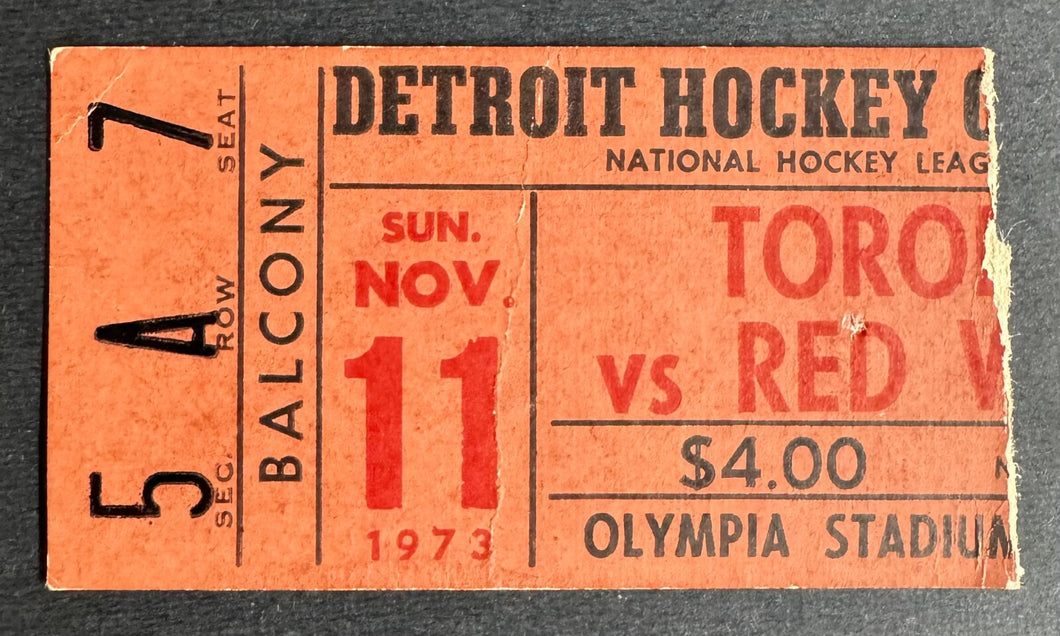 DETROIT HOCKEY
NATIONAL HOCKEY LEAG
SUN.
NOV.
11
1973
TORO
VS RED W
$4.00
OLYMPIA STADIUM
BALCONY
5 A 7
SEC. ROW SEAT